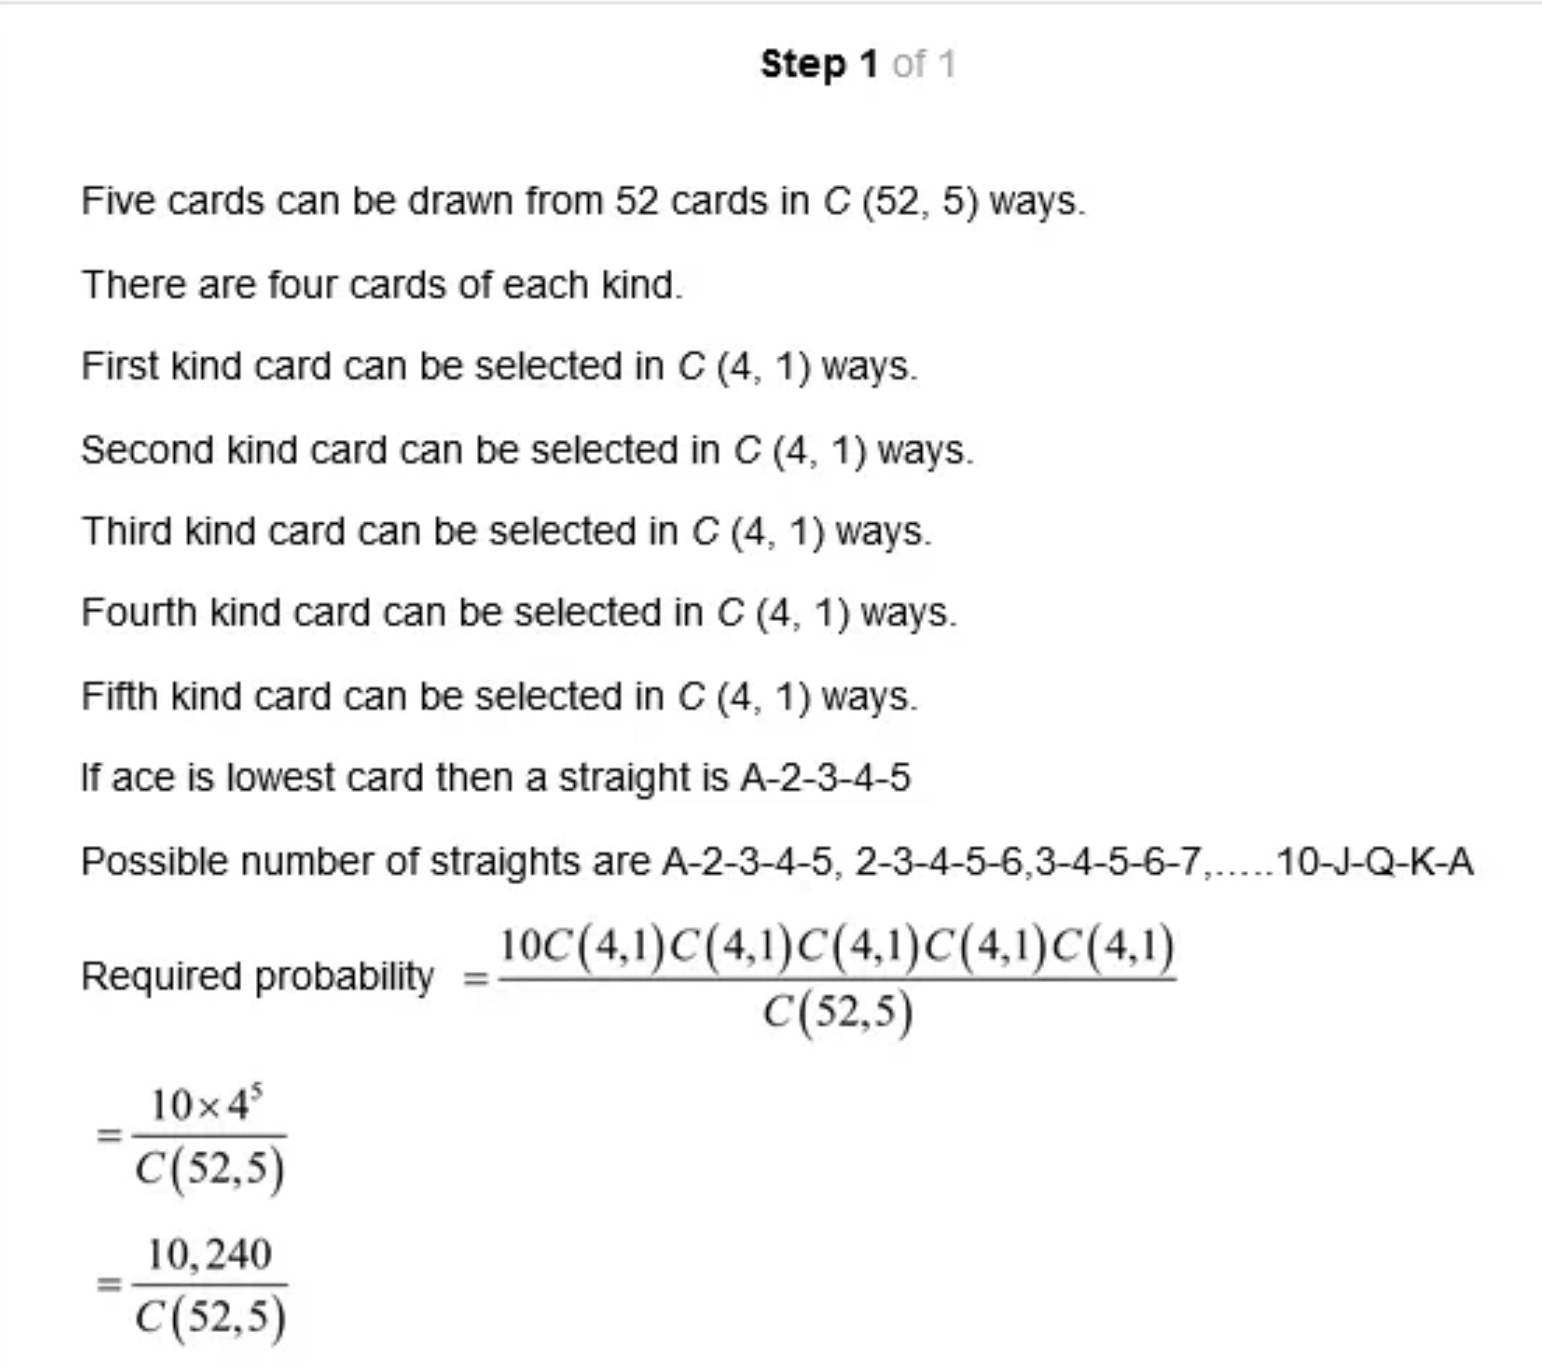 Step 1 of 1
Five cards can be drawn from 52 cards in C (52, 5) ways.
There are four cards of each kind.
First kind card can be selected in C (4, 1) ways.
Second kind card can be selected in C (4, 1) ways.
Third kind card can be selected in C (4, 1) ways.
Fourth kind card can be selected in C (4, 1) ways.
Fifth kind card can be selected in C (4, 1) ways.
If ace is lowest card then a straight is A-2-3-4-5
Possible number of straights are A-2-3-4-5, 2-3-4-5-6,3-4-5-6-7,.....10-J-Q-K-A
Required probability = \frac{10C(4,1)C(4,1)C(4,1)C(4,1)C(4,1)}{C(52,5)}
= \frac{10×4^5}{C(52,5)}
= \frac{10,240}{C(52,5)}